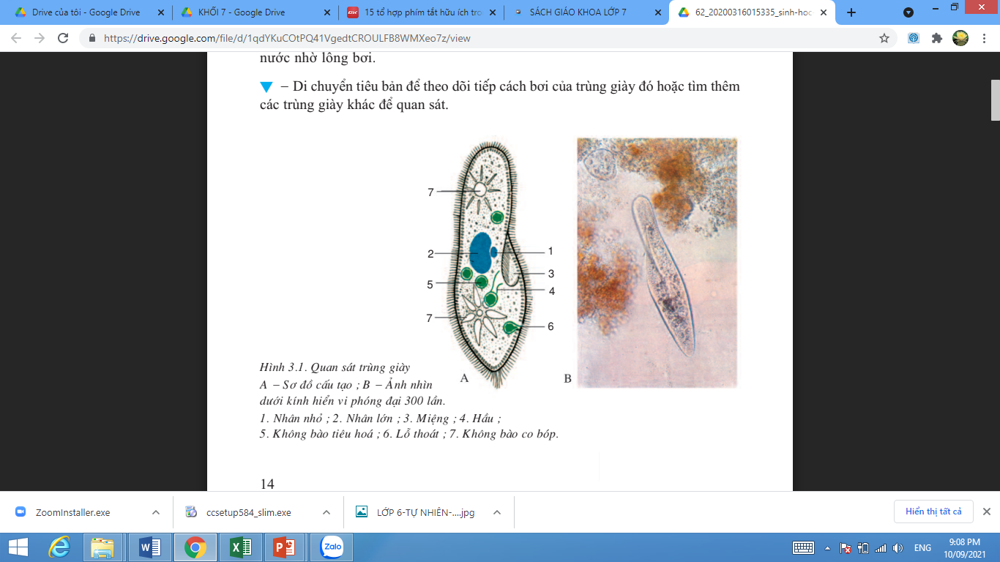 Drive của tôi - Google Drive
KHỐI 7 - Google Drive
15 tổ hợp phím tắt hữu ích tro
SÁCH GIÁO KHOA LỚP 7
62_20200316015335_sinh-hoc
https://drive.google.com/file/d/1qdYKuCOtPQ41VgedtCROULFB8WMXeo7z/view
nước nhờ lông bơi.
– Di chuyển tiêu bản để theo dõi tiếp cách bơi của trùng giày đó hoặc tìm thêm
các trùng giày khác để quan sát.
7
2
1
3
5
4
7
6
A
B
Hình 3.1. Quan sát trùng giày
A – Sơ đồ cấu tạo ; B – Ảnh nhìn
dưới kính hiển vi phóng đại 300 lần.
1. Nhân nhỏ ; 2. Nhân lớn ; 3. Miệng ; 4. Hầu ;
5. Không bào tiêu hoá ; 6. Lỗ thoát ; 7. Không bào co bóp.
14
ZoomInstaller.exe
ccsetup584_slim.exe
LỚP 6-TỰ NHIÊN-....jpg
Hiển thị tất cả
Zalo
ENG
9:08 PM
10/09/2021